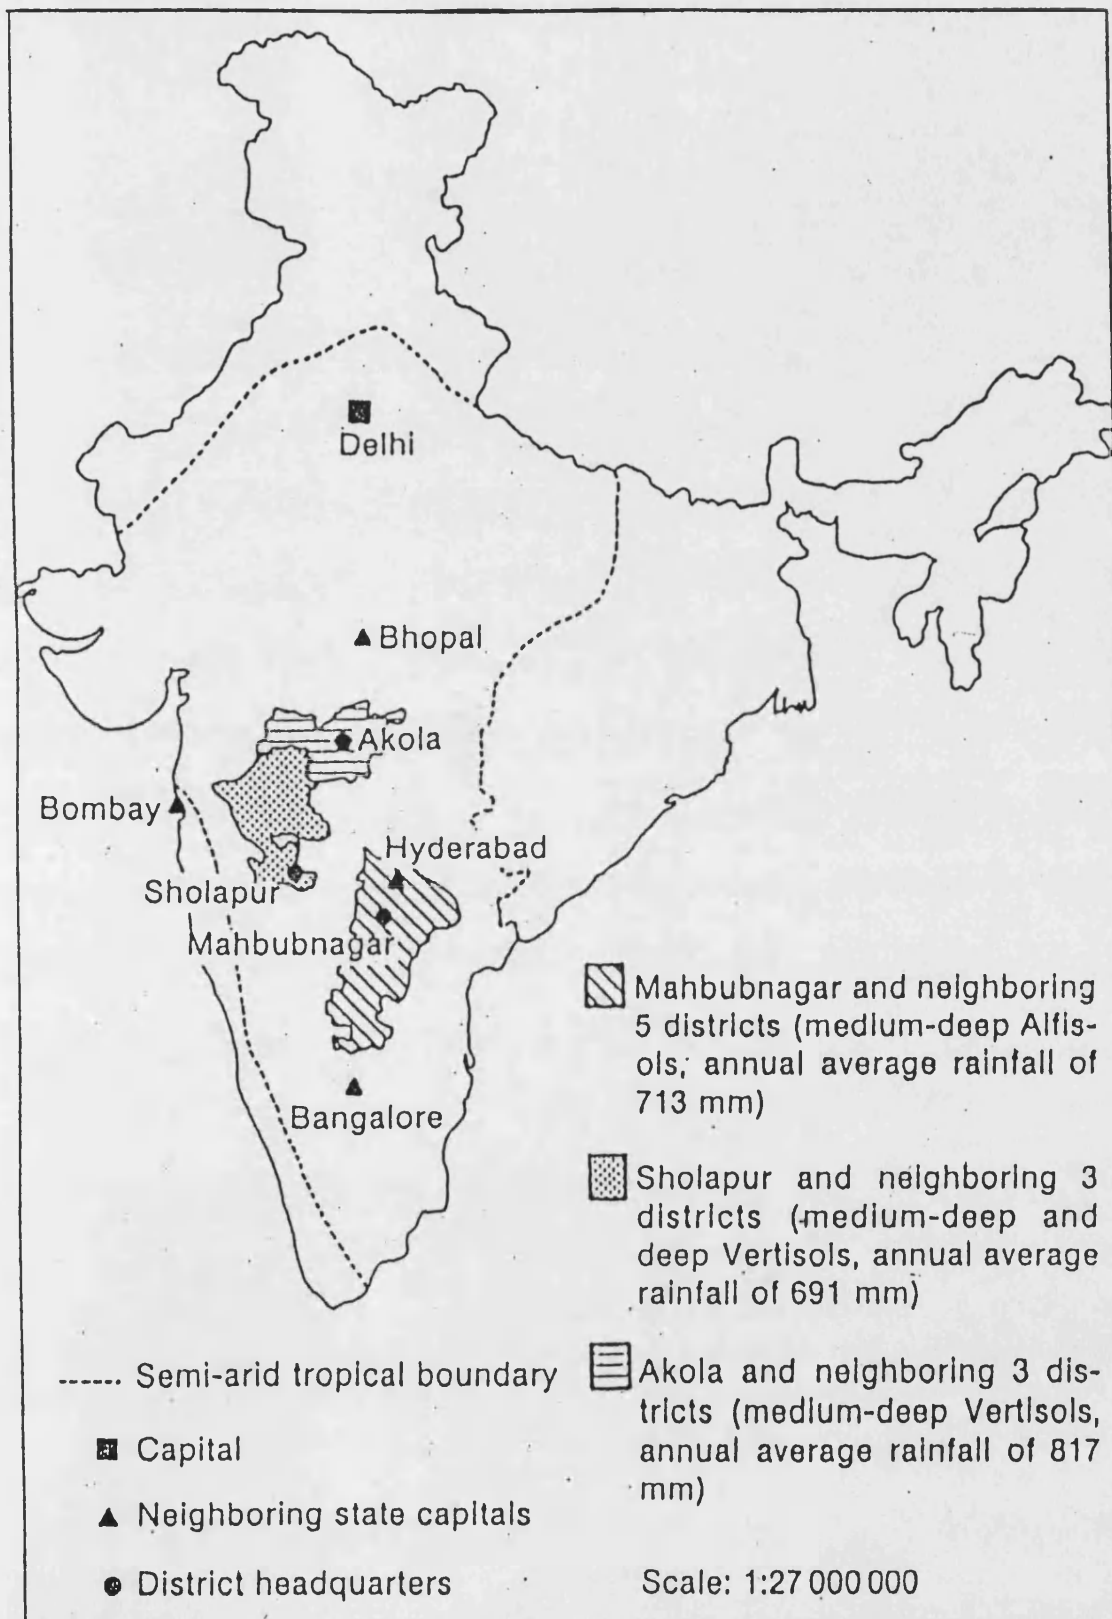 Delhi
Bhopal
Akola
Bombay
Hyderabad
Sholapur
Mahbubnagar
Bangalore
Mahbubnagar and neighboring
5 districts (medium-deep Alfis-
ols, annual average rainfall of
713 mm)
Sholapur and neighboring 3
districts (medium-deep and
deep Vertisols, annual average
rainfall of 691 mm)
Akola and neighboring 3 dis-
tricts (medium-deep Vertisols,
annual average rainfall of 817
mm)
Semi-arid tropical boundary
Capital
Neighboring state capitals
District headquarters
Scale: 1:27 000 000